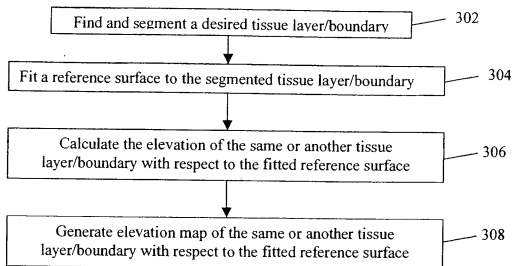 Find and segment a desired tissue layer/boundary
302
Fit a reference surface to the segmented tissue layer/boundary
304
Calculate the elevation of the same or another tissue
layer/boundary with respect to the fitted reference surface
306
Generate elevation map of the same or another tissue
layer/boundary with respect to the fitted reference surface
308